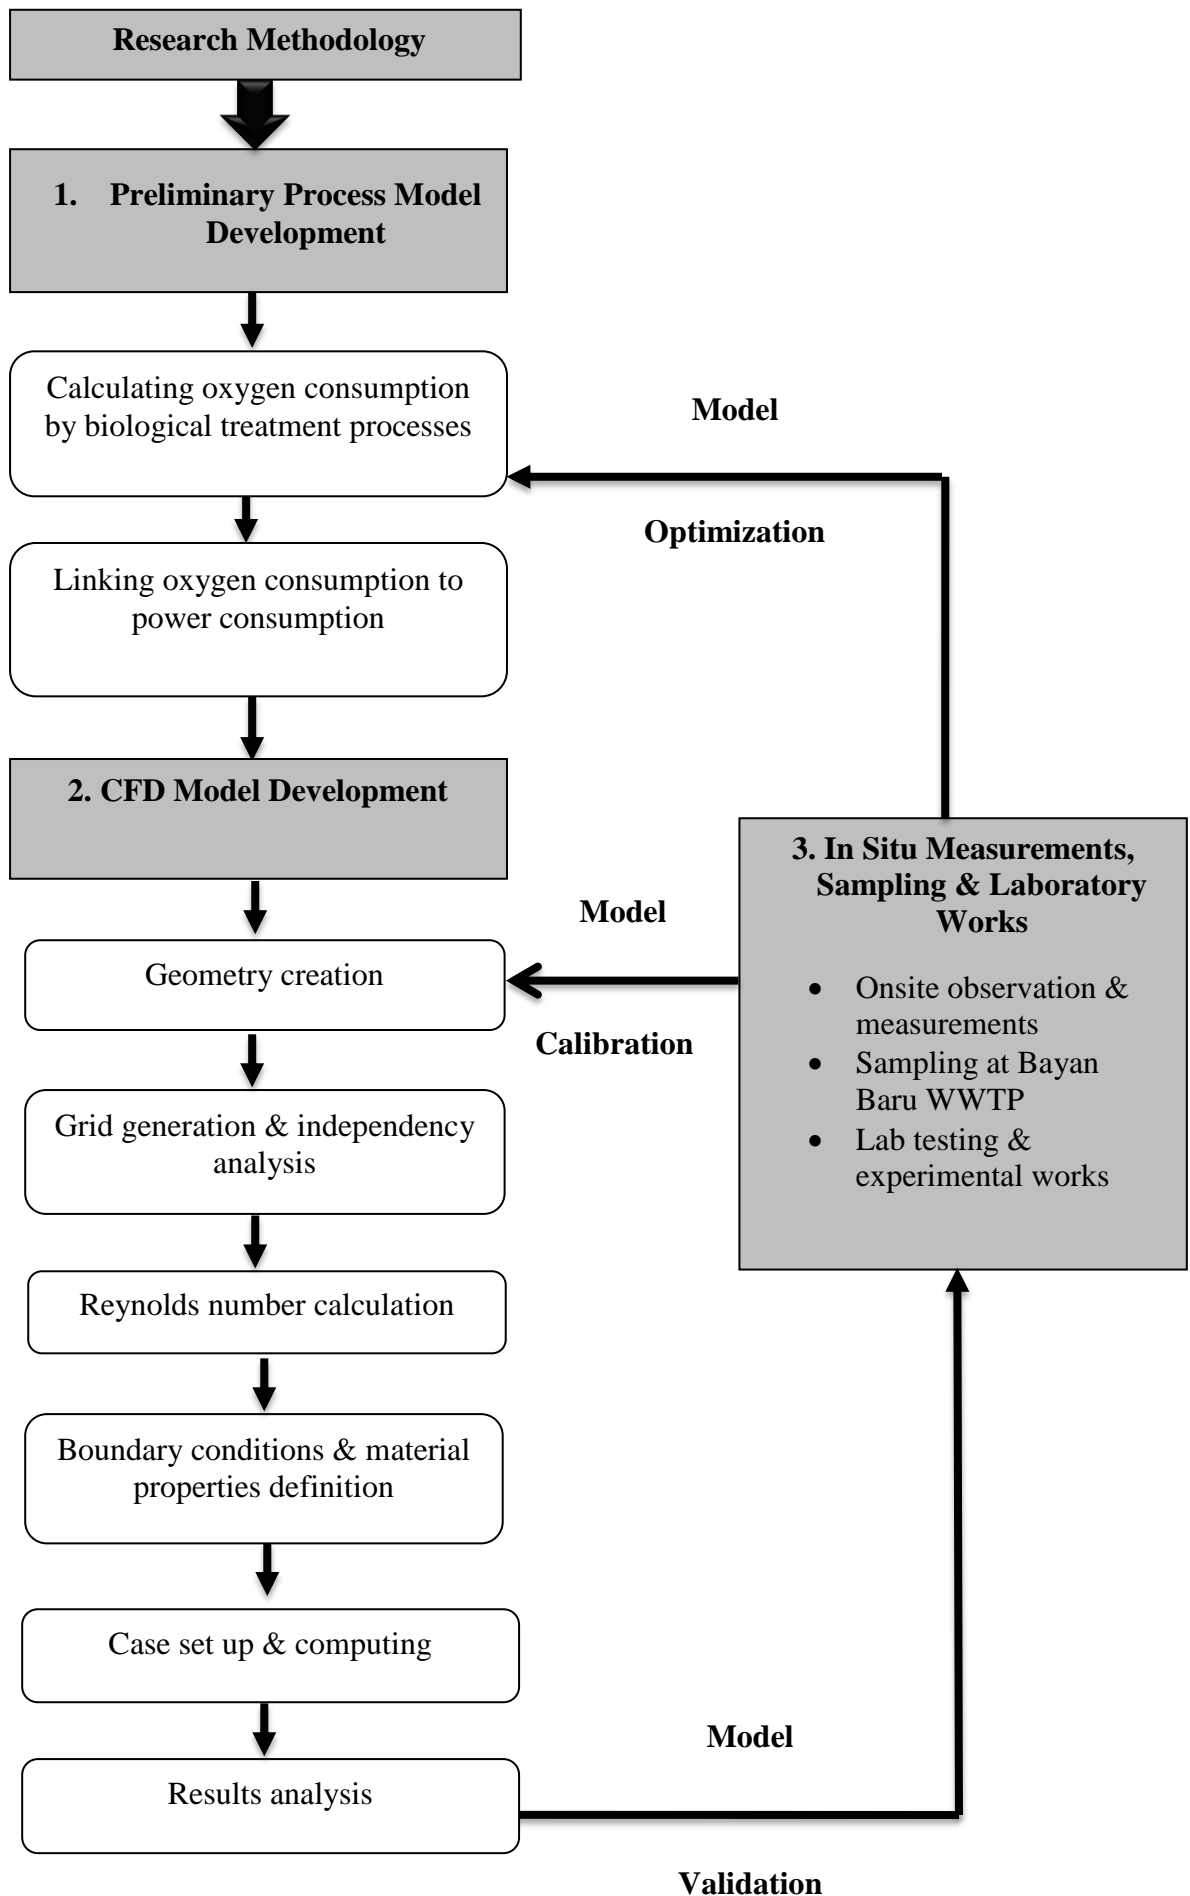 Research Methodology
1. Preliminary Process Model
Development
Calculating oxygen consumption
by biological treatment processes
Model
Optimization
Linking oxygen consumption to
power consumption
2. CFD Model Development
3. In Situ Measurements,
Sampling & Laboratory
Works
• Onsite observation &
measurements
• Sampling at Bayan
Baru WWTP
• Lab testing &
experimental works
Model
Calibration
Geometry creation
Grid generation & independency
analysis
Reynolds number calculation
Boundary conditions & material
properties definition
Case set up & computing
Results analysis
Model
Validation